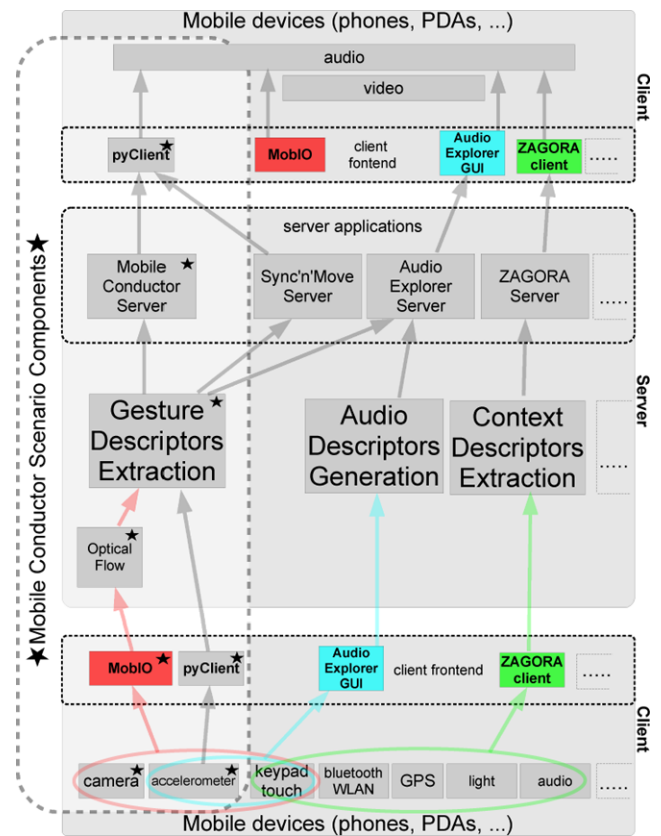 Mobile devices (phones, PDAs, ...)
audio
video
Client
pyClient★
MobIO
client
fontend
Audio
Explorer
GUI
ZAGORA
client
.....
server applications
Mobile★
Conductor
Server
Sync'n'Move
Server
Audio
Explorer
Server
ZAGORA
Server
.....
★Mobile Conductor Scenario Components★
Server
Gesture★
Descriptors
Extraction
Audio
Descriptors
Generation
Context
Descriptors
Extraction
.....
Optical★
Flow
MobIO★
pyClient★
Audio
Explorer
GUI
client frontend
ZAGORA
client
.....
Client
camera★
accelerometer★
keypad
touch
bluetooth
WLAN
GPS
light
audio
.....
Mobile devices (phones, PDAs, ...)